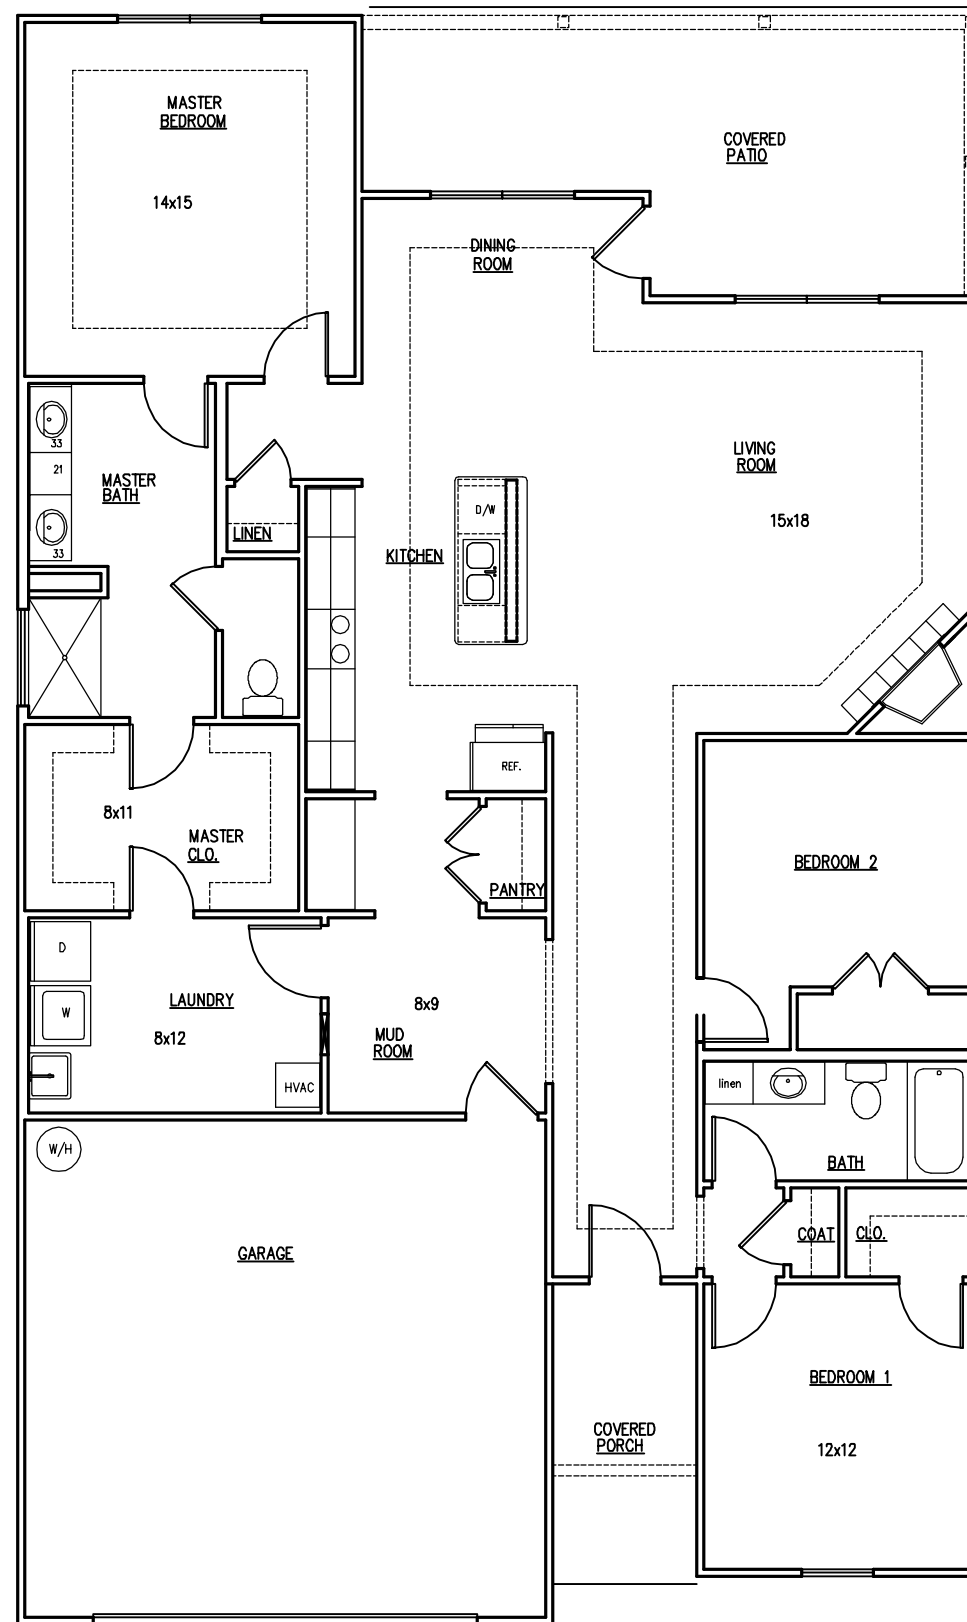 MASTER
BEDROOM
14x15
COVERED
PATIO
DINING
ROOM
33
21
MASTER
BATH
33
LINEN
KITCHEN
D/W
LIVING
ROOM
15x18
REF.
8x11
MASTER
CLO.
PANTRY
BEDROOM 2
D
W
LAUNDRY
8x12
8x9
MUD
ROOM
HVAC
linen
BATH
W/H
GARAGE
COAT
CLO.
BEDROOM 1
12x12
COVERED
PORCH